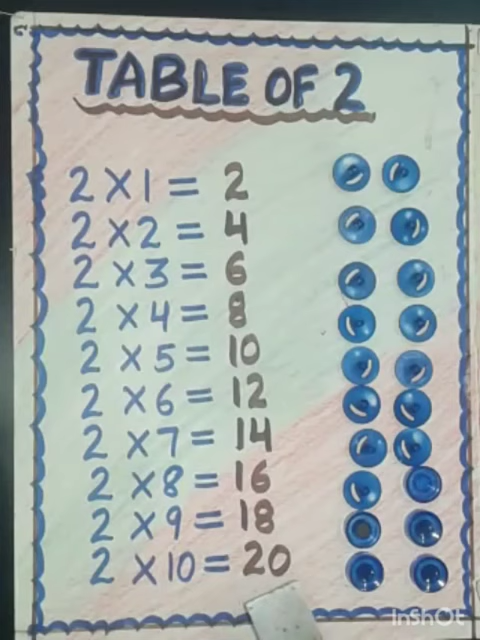 TABLE OF 2
2 × 1 = 2
2 × 2 = 4
2 × 3 = 6
2 × 4 = 8
2 × 5 = 10
2 × 6 = 12
2 × 7 = 14
2 × 8 = 16
2 × 9 = 18
2 × 10 = 20
InShOt